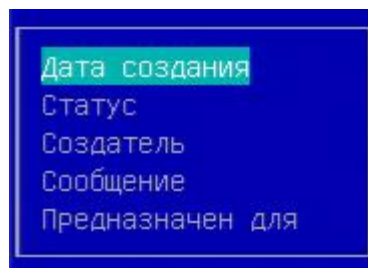 Дата создания
Статус
Создатель
Сообщение
Предназначен для